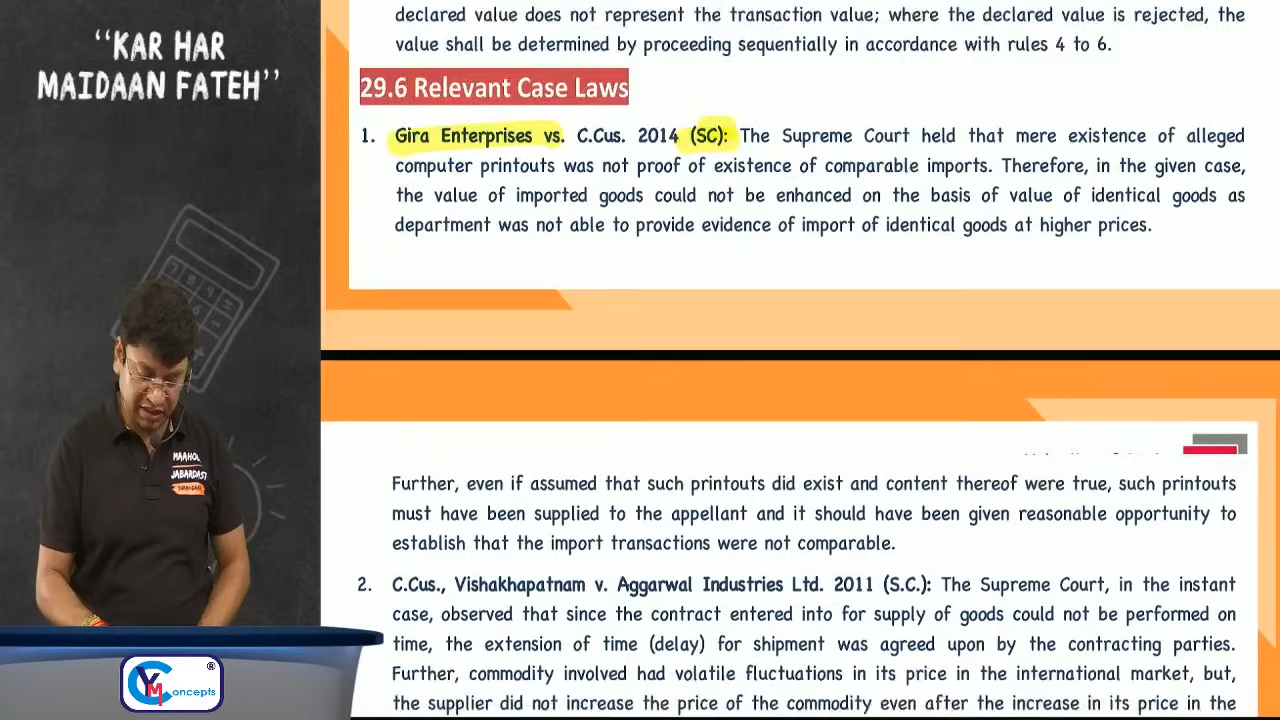 “KAR HAR
MAIDAAN FATEH”
declared value does not represent the transaction value; where the declared value is rejected, the
value shall be determined by proceeding sequentially in accordance with rules 4 to 6.
29.6 Relevant Case Laws
1. Gira Enterprises vs. C.Cus. 2014 (SC): The Supreme Court held that mere existence of alleged
computer printouts was not proof of existence of comparable imports. Therefore, in the given case,
the value of imported goods could not be enhanced on the basis of value of identical goods as
department was not able to provide evidence of import of identical goods at higher prices.
Further, even if assumed that such printouts did exist and content thereof were true, such printouts
must have been supplied to the appellant and it should have been given reasonable opportunity to
establish that the import transactions were not comparable.
2. C.Cus., Vishakhapatnam v. Aggarwal Industries Ltd. 2011 (S.C.): The Supreme Court, in the instant
case, observed that since the contract entered into for supply of goods could not be performed on
time, the extension of time (delay) for shipment was agreed upon by the contracting parties.
Further, commodity involved had volatile fluctuations in its price in the international market, but,
the supplier did not increase the price of the commodity even after the increase in its price in the
MAAHOL
JABARDAST
YM Concepts ®